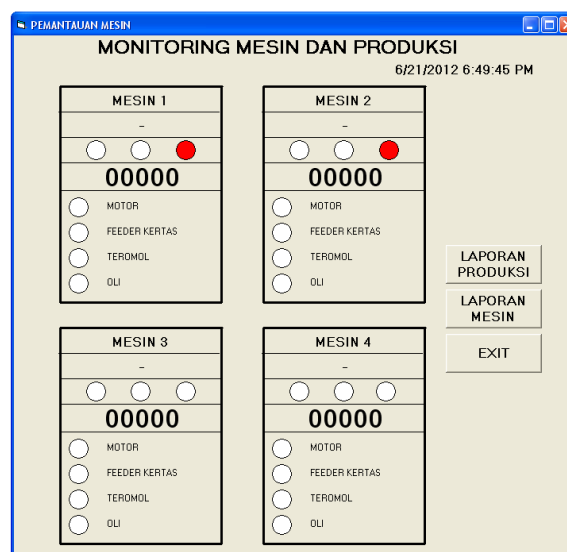 PEMANTAUAN MESIN
MONITORING MESIN DAN PRODUKSI
6/21/2012 6:49:45 PM
MESIN 1
-
00000
MOTOR
FEEDER KERTAS
TEROMOL
OLI
MESIN 2
-
00000
MOTOR
FEEDER KERTAS
TEROMOL
OLI
MESIN 3
-
00000
MOTOR
FEEDER KERTAS
TEROMOL
OLI
MESIN 4
-
00000
MOTOR
FEEDER KERTAS
TEROMOL
OLI
LAPORAN
PRODUKSI
LAPORAN
MESIN
EXIT